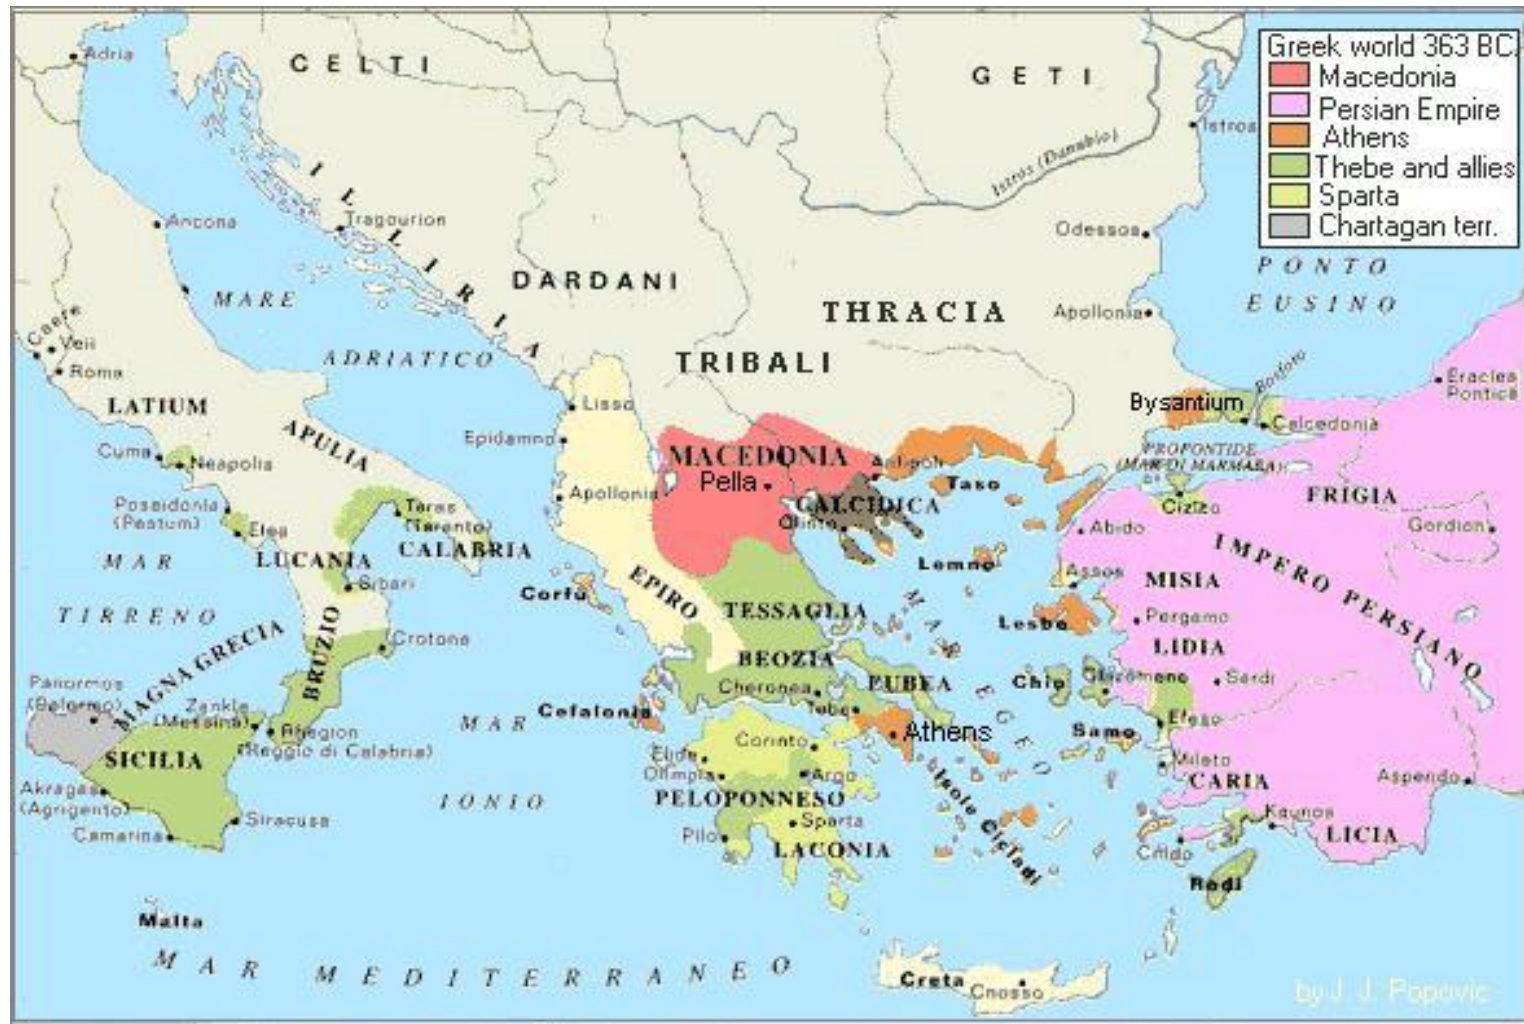 Greek world 363 BC.
Macedonia
Persian Empire
Athens
Thebe and allies
Sparta
Chartagan terr.
Adria
CELTI
GETI
Istros
Istros (Danubio)
ILLIRIA
Tragourion
Ancona
Odessos
PONTO
EUSINO
DARDANI
MARE
ADRIATICO
THRACIA
Apollonia
Caere
Veii
Roma
TRIBALI
Bosforo
Eraclea
Pontica
LATIUM
Lisso
Bysantium
Calcedonia
APULIA
Epidamno
Cuma
Neapolis
MACEDONIA
Pella
PROPONTIDE
(MAR DI MARMARA)
Taso
FRIGIA
Apollonia
Poseidonia
(Pestum)
Elea
Taras
(Taranto)
CALCIDICA
Olinto
Cizico
Abido
Gordion
LUCANIA
CALABRIA
MAR
TIRRENO
IMPERO PERSIANO
Lemno
Assos
MISIA
Sibari
Corfu
EPIRO
TESSAGLIA
MAR EGEO
Lesbo
Pergamo
LIDIA
MAGNA GRECIA
BRUZIO
Crotone
BEOZIA
Cheronea
EUBEA
Chio
Sardi
Panormos
(Palermo)
Zankle
(Messina)
Rhegion
(Reggio di Calabria)
MAR
IONIO
Cefalonia
Tebe
Athens
Samo
Efeso
SICILIA
Elide
Olimpia
Corinto
Argo
Mileto
CARIA
Aspendo
Akragas
(Agrigento)
Camarina
Siracusa
PELOPONNESO
Pilo
Sparta
LACONIA
Isole Cicladi
Kaunos
LICIA
Cnido
Rodi
Malta
MAR MEDITERRANEO
Creta
Cnosso
by J. J. Popovic